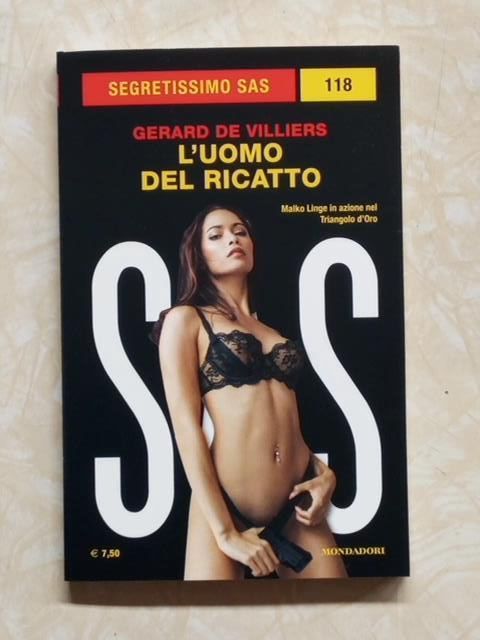 SEGRETISSIMO SAS
118
GERARD DE VILLIERS
L'UOMO
DEL RICATTO
Malko Linge in azione nel
Triangolo d'Oro
SAS
€ 7,50
MONDADORI